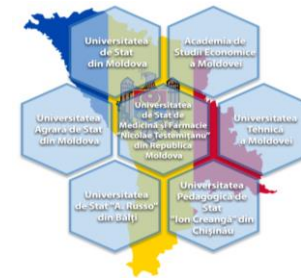 Universitatea
de Stat
din Moldova
Academia de
Studii Economice
a Moldovei
Universitatea
Agrară de Stat
din Moldova
Universitatea
de Stat de
Medicină și Farmacie
"Nicolae Testemițanu"
din Republica
Moldova
Universitatea
Tehnică
a Moldovei
Universitatea
de Stat "A. Russo"
din Bălți
Universitatea
Pedagogică de
Stat
"Ion Creangă" din
Chișinău